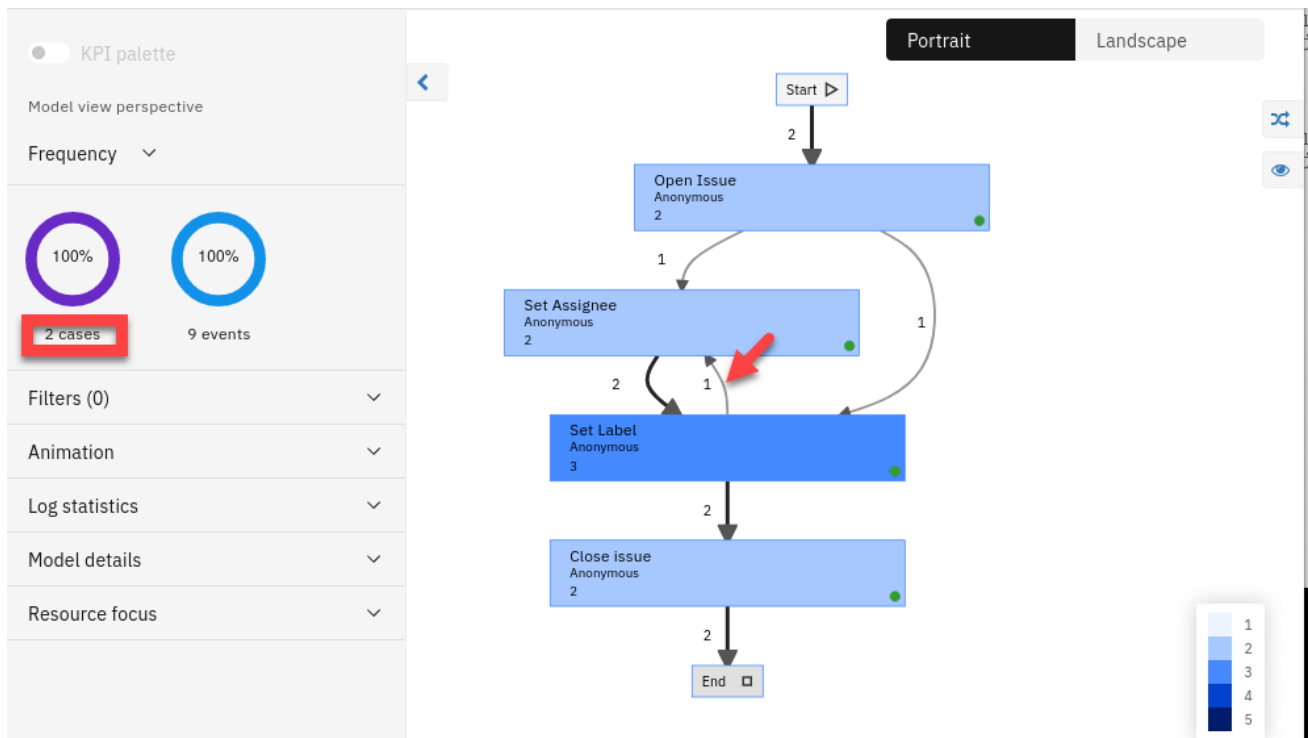 KPI palette
Model view perspective
Frequency
100%
100%
2 cases
9 events
Filters (0)
Animation
Log statistics
Model details
Resource focus
Portrait
Landscape
Start
2
Open Issue
Anonymous
2
1
1
Set Assignee
Anonymous
2
2
1
Set Label
Anonymous
3
2
Close issue
Anonymous
2
2
End
1
2
3
4
5